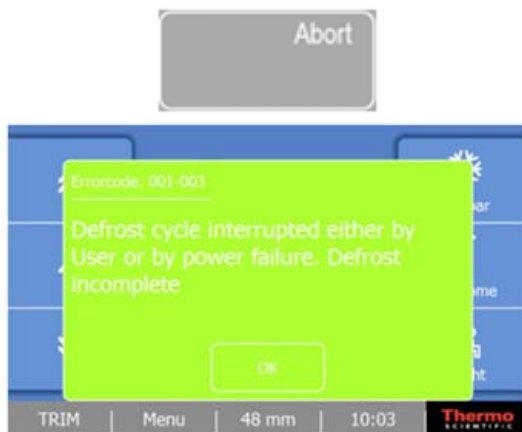 Abort
Errorcode: 001-003
Defrost cycle interrupted either by
User or by power failure. Defrost
incomplete
OK
TRIM | Menu | 48 mm | 10:03
Thermo
SCIENTIFIC